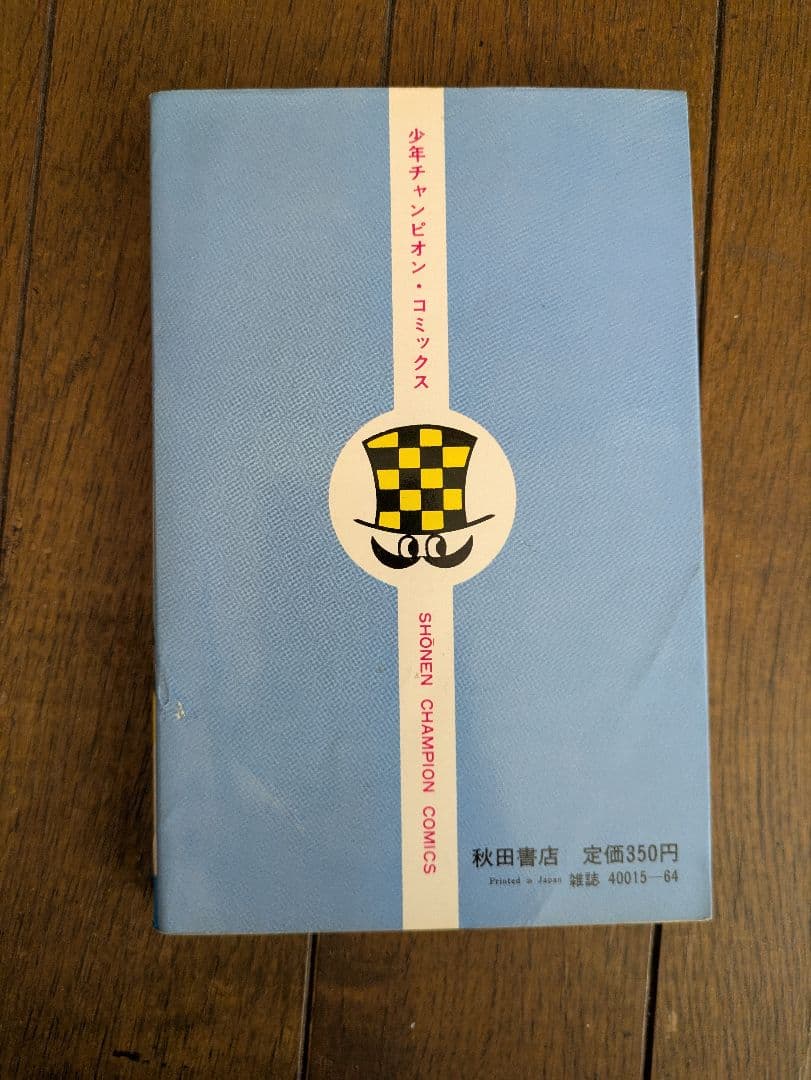 少年チャンピオン・コミックス
SHŌNEN CHAMPION COMICS
秋田書店 定価350円
Printed in Japan 雑誌 40015—64